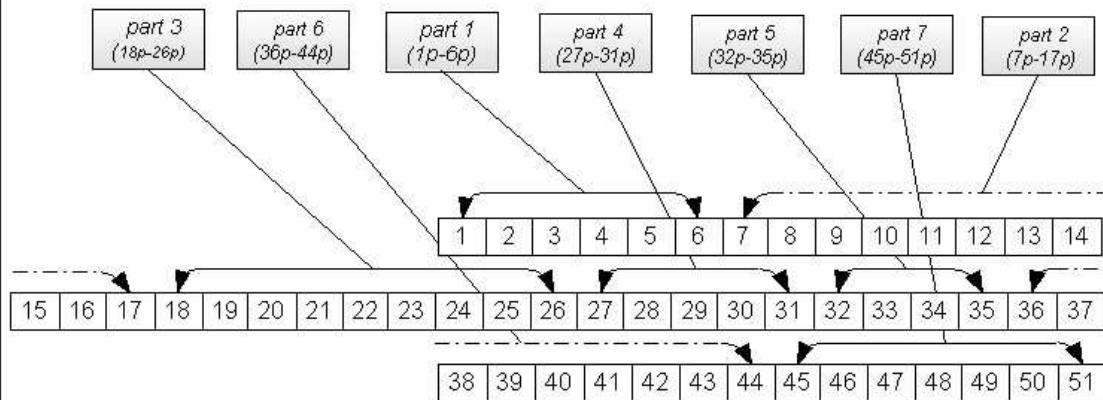 part 3
(18p-26p)
part 6
(36p-44p)
part 1
(1p-6p)
part 4
(27p-31p)
part 5
(32p-35p)
part 7
(45p-51p)
part 2
(7p-17p)
1 2 3 4 5 6 7 8 9 10 11 12 13 14
15 16 17 18 19 20 21 22 23 24 25 26 27 28 29 30 31 32 33 34 35 36 37
38 39 40 41 42 43 44 45 46 47 48 49 50 51